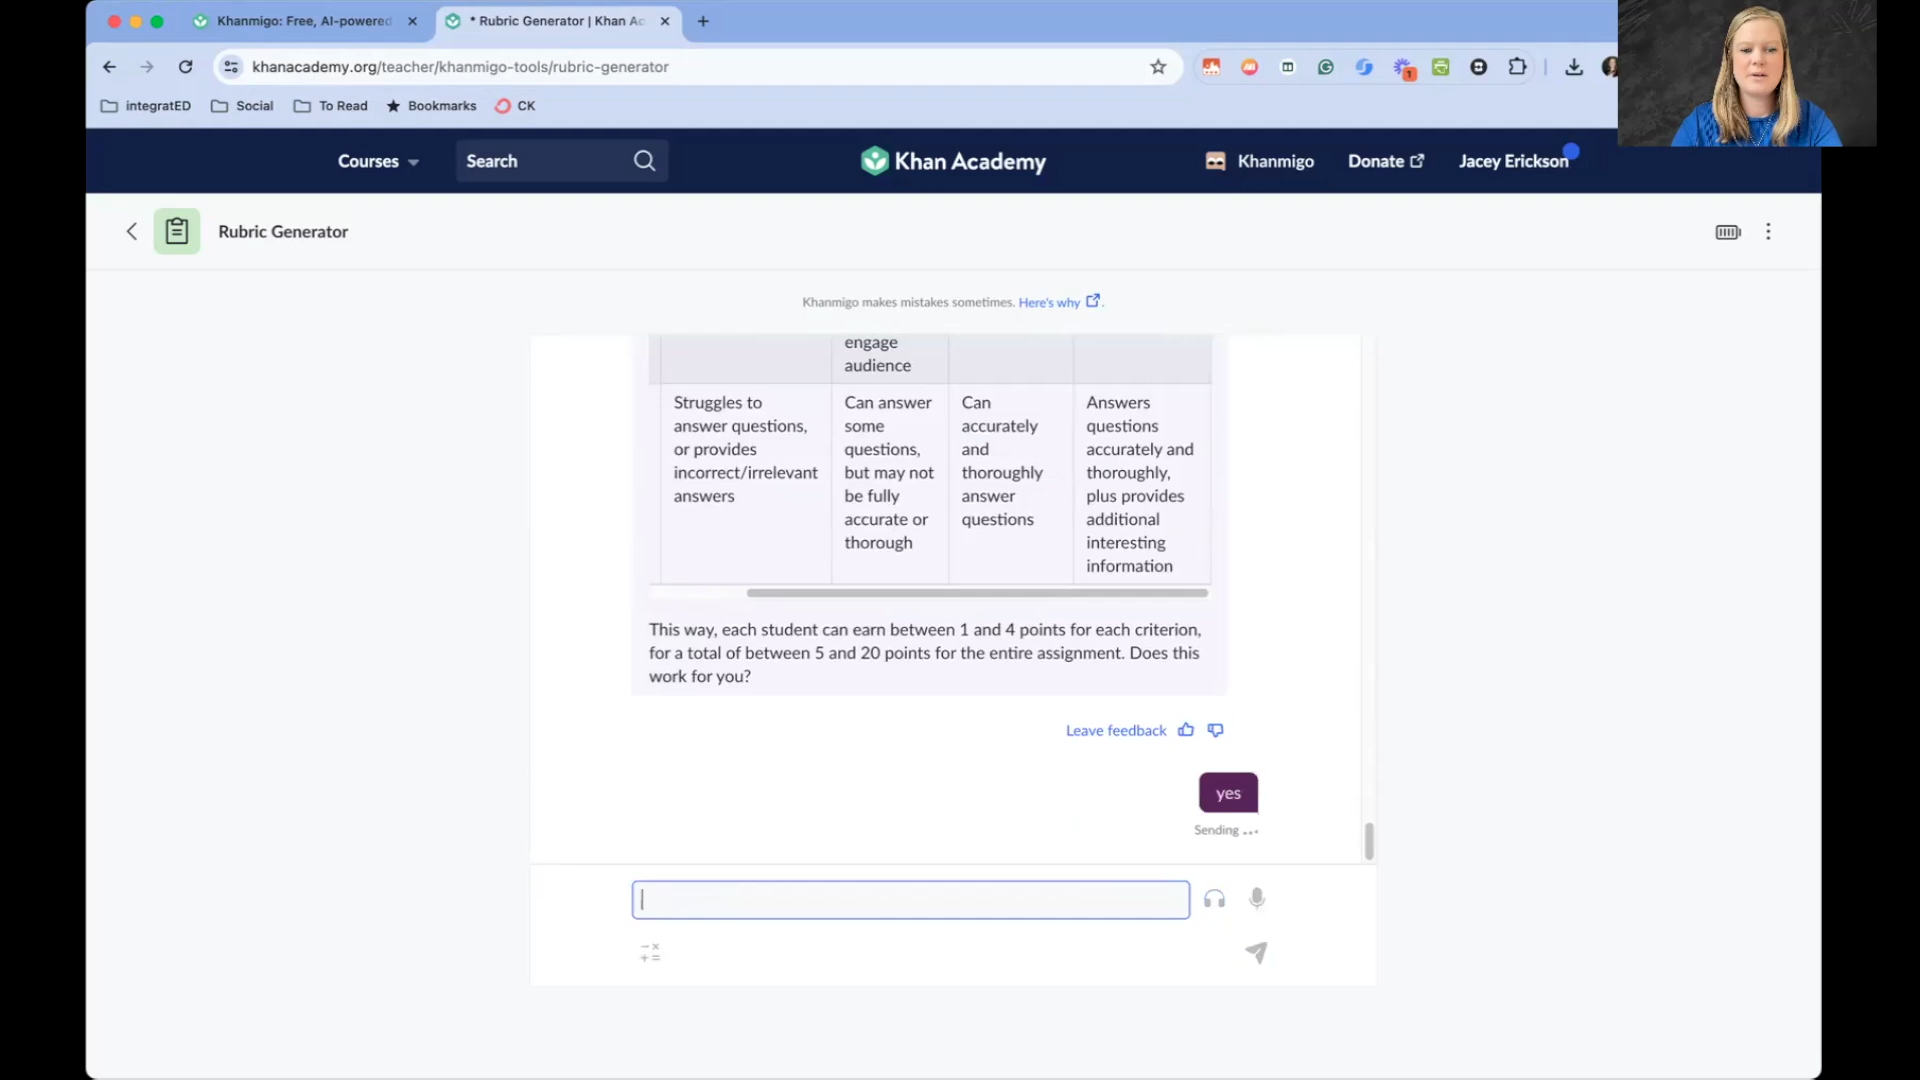 Khanmigo: Free, AI-powered
* Rubric Generator | Khan Ac
khanacademy.org/teacher/khanmigo-tools/rubric-generator
1
integratED
Social
To Read
Bookmarks
CK
Courses
Search
Khan Academy
Khanmigo
Donate
Jacey Erickson
Rubric Generator
Khanmigo makes mistakes sometimes. Here's why.
engage
audience
Struggles to
answer questions,
or provides
incorrect/irrelevant
answers
Can answer
some
questions,
but may not
be fully
accurate or
thorough
Can
accurately
and
thoroughly
answer
questions
Answers
questions
accurately and
thoroughly,
plus provides
additional
interesting
information
This way, each student can earn between 1 and 4 points for each criterion,
for a total of between 5 and 20 points for the entire assignment. Does this
work for you?
Leave feedback
yes
Sending ...